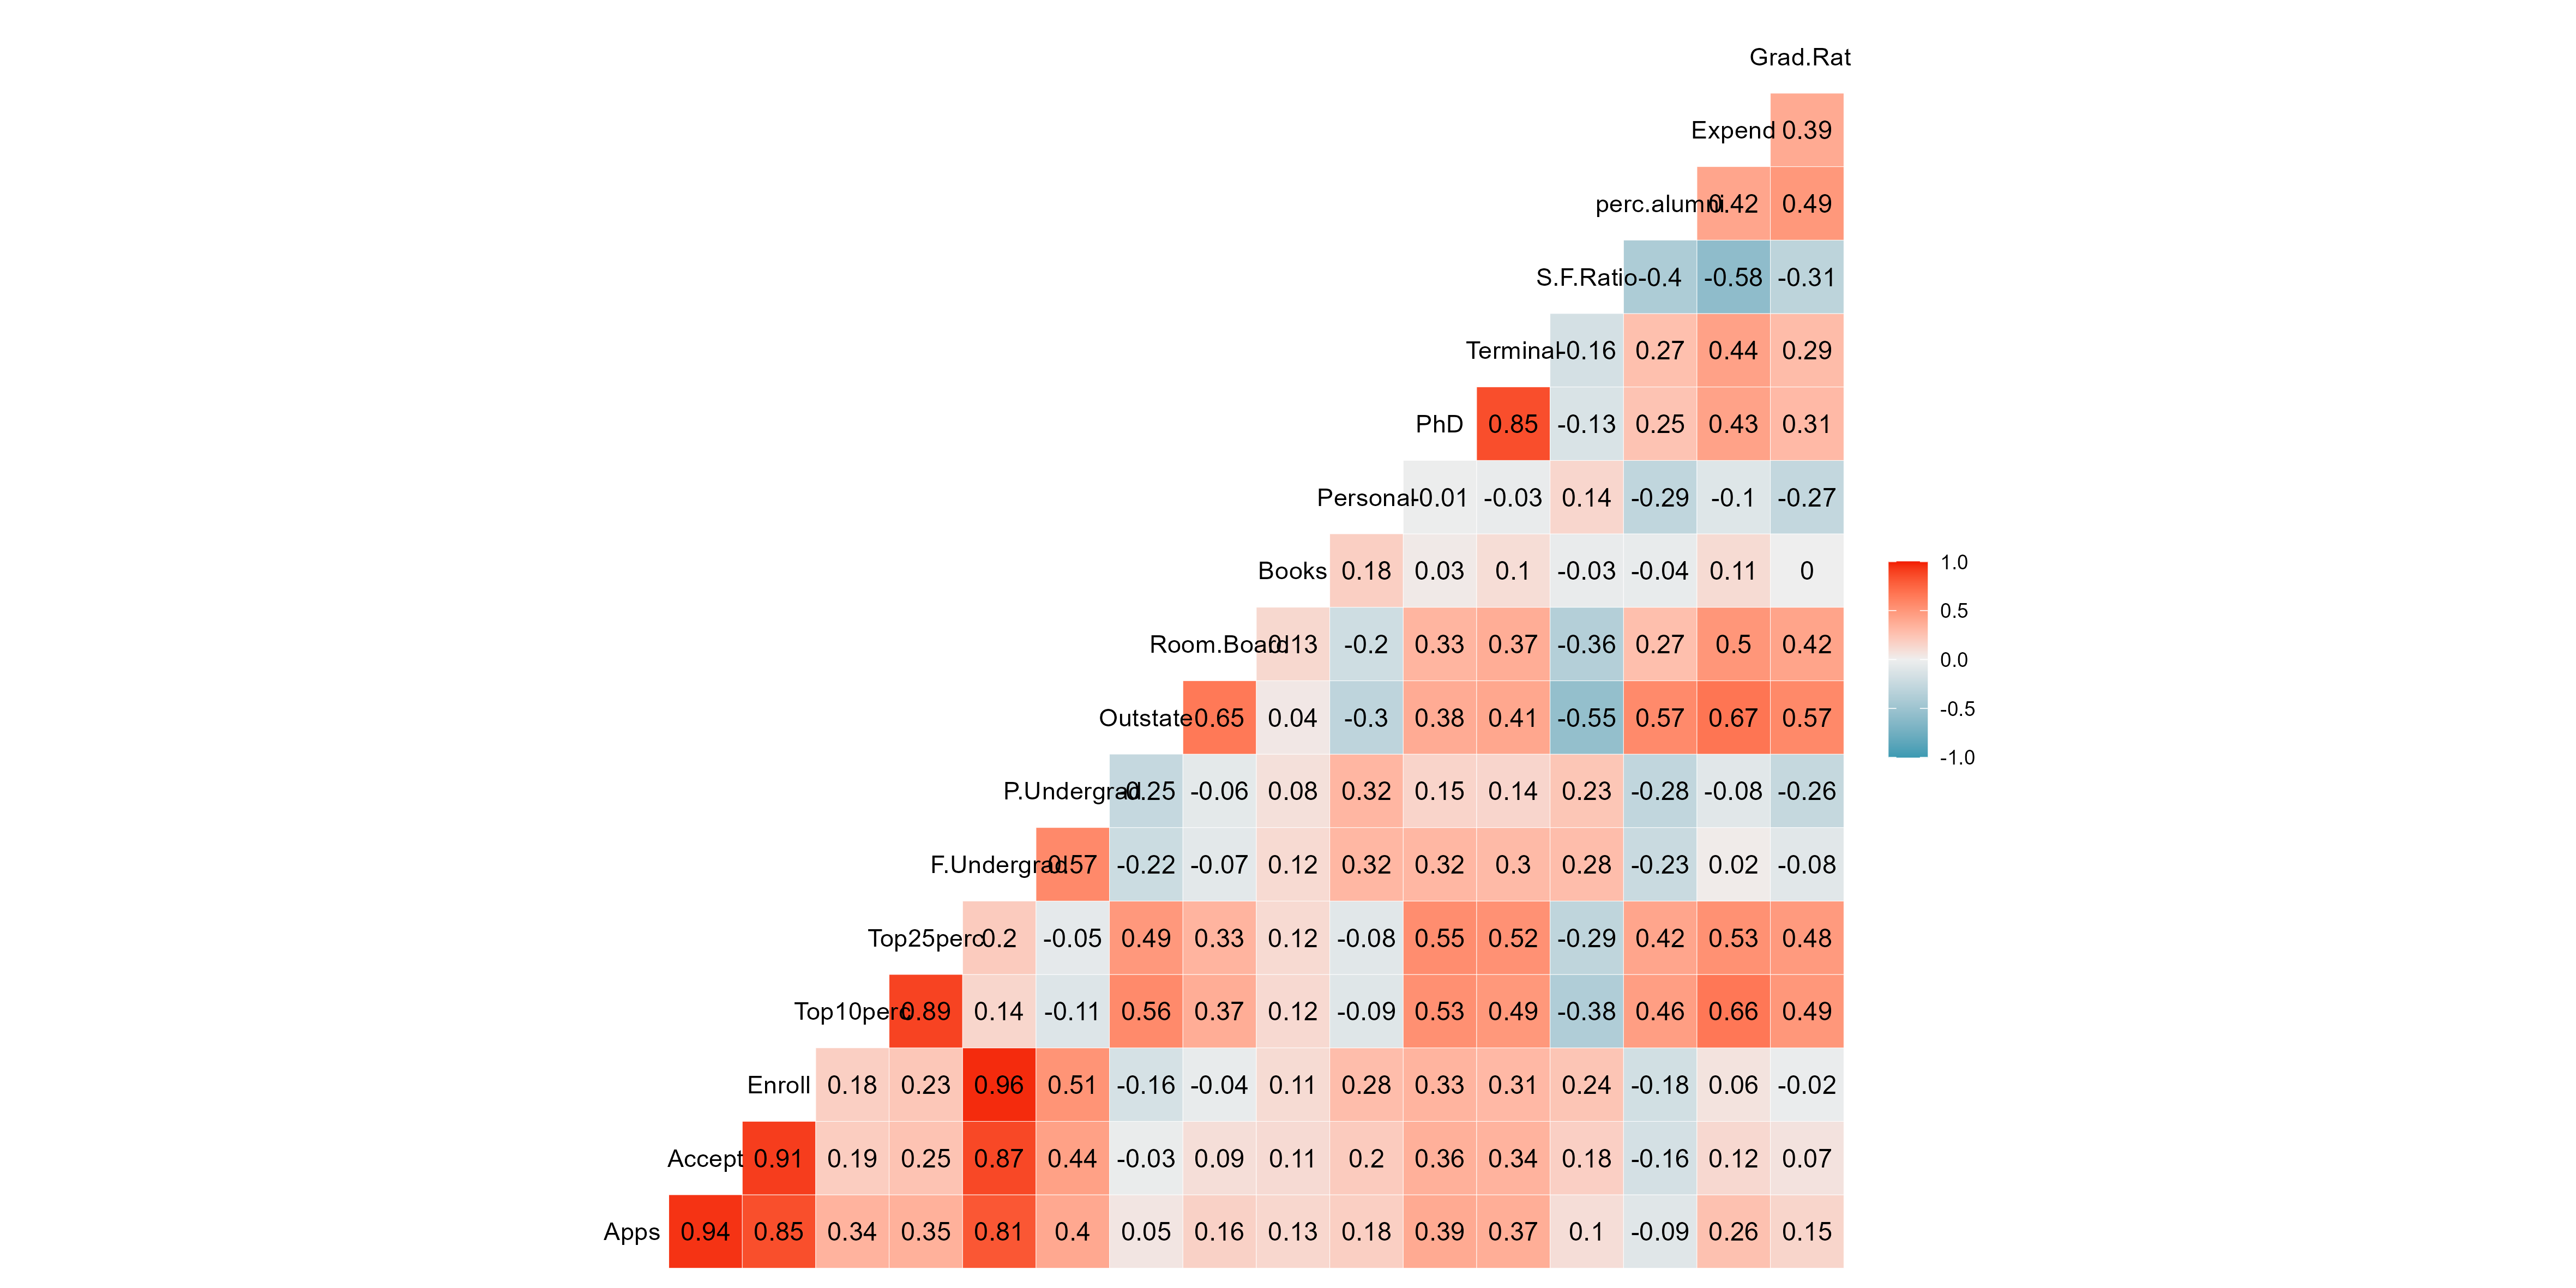 Grad.Rat
Expend 0.39
perc.alumni 0.42 0.49
S.F.Ratio -0.4 -0.58 -0.31
Terminal -0.16 0.27 0.44 0.29
PhD 0.85 -0.13 0.25 0.43 0.31
Personal -0.01 -0.03 0.14 -0.29 -0.1 -0.27
Books 0.18 0.03 0.1 -0.03 -0.04 0.11 0
Room.Board 0.13 -0.2 0.33 0.37 -0.36 0.27 0.5 0.42
Outstate 0.65 0.04 -0.3 0.38 0.41 -0.55 0.57 0.67 0.57
P.Undergrad -0.25 -0.06 0.08 0.32 0.15 0.14 0.23 -0.28 -0.08 -0.26
F.Undergrad 0.57 -0.22 -0.07 0.12 0.32 0.32 0.3 0.28 -0.23 0.02 -0.08
Top25perc 0.2 -0.05 0.49 0.33 0.12 -0.08 0.55 0.52 -0.29 0.42 0.53 0.48
Top10perc 0.89 0.14 -0.11 0.56 0.37 0.12 -0.09 0.53 0.49 -0.38 0.46 0.66 0.49
Enroll 0.18 0.23 0.96 0.51 -0.16 -0.04 0.11 0.28 0.33 0.31 0.24 -0.18 0.06 -0.02
Accept 0.91 0.19 0.25 0.87 0.44 -0.03 0.09 0.11 0.2 0.36 0.34 0.18 -0.16 0.12 0.07
Apps 0.94 0.85 0.34 0.35 0.81 0.4 0.05 0.16 0.13 0.18 0.39 0.37 0.1 -0.09 0.26 0.15
1.0
0.5
0.0
-0.5
-1.0